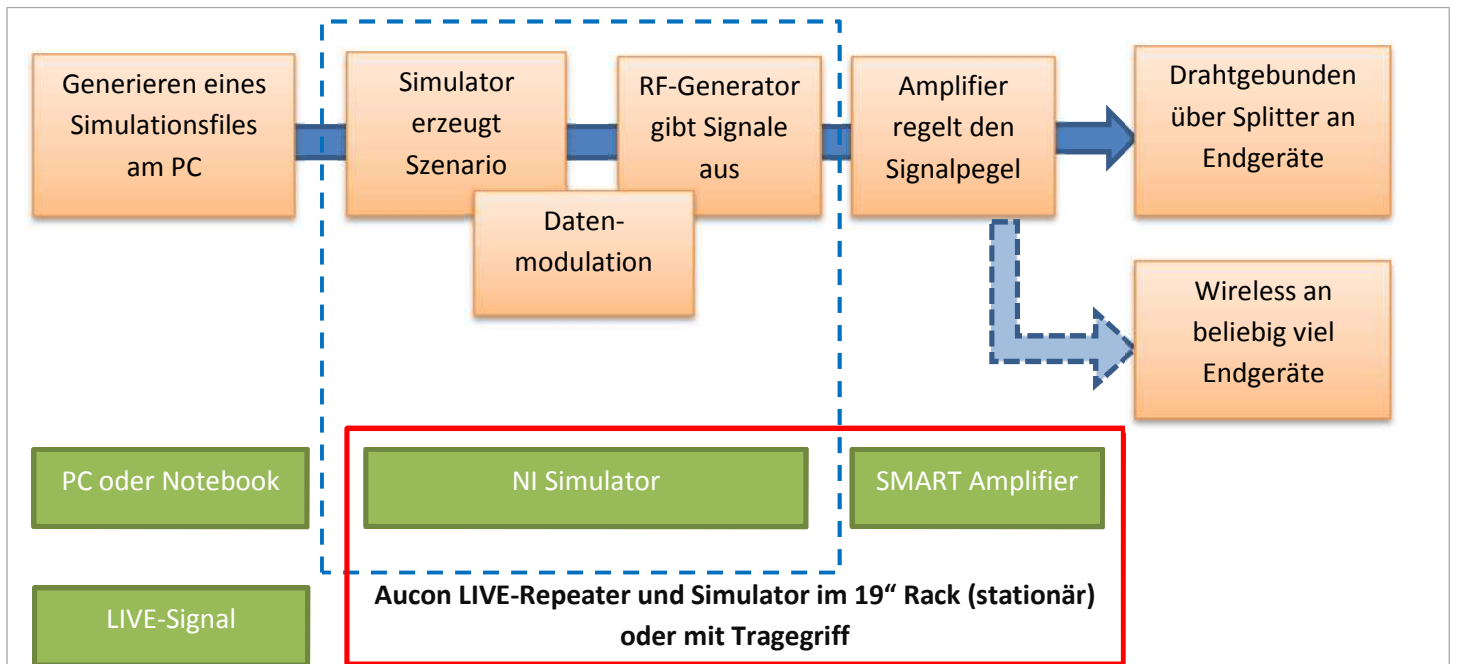 Generieren eines
Simulationsfiles
am PC
Simulator
erzeugt
Szenario
RF-Generator
gibt Signale
aus
Daten-
modulation
Amplifier
regelt den
Signalpegel
Drahtgebunden
über Splitter an
Endgeräte
Wireless an
beliebig viel
Endgeräte
PC oder Notebook
NI Simulator
SMART Amplifier
LIVE-Signal
Aucon LIVE-Repeater und Simulator im 19“ Rack (stationär)
oder mit Tragegriff